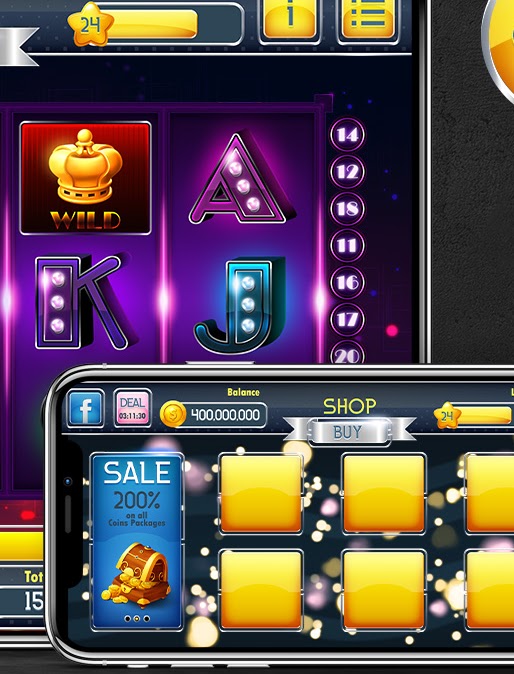 24
i
14
12
18
11
16
17
20
WILD
A
K
J
Tot
15
f
DEAL
03:11:30
Balance
400,000,000
SHOP
BUY
24
L
SALE
200%
on all
Coins Packages